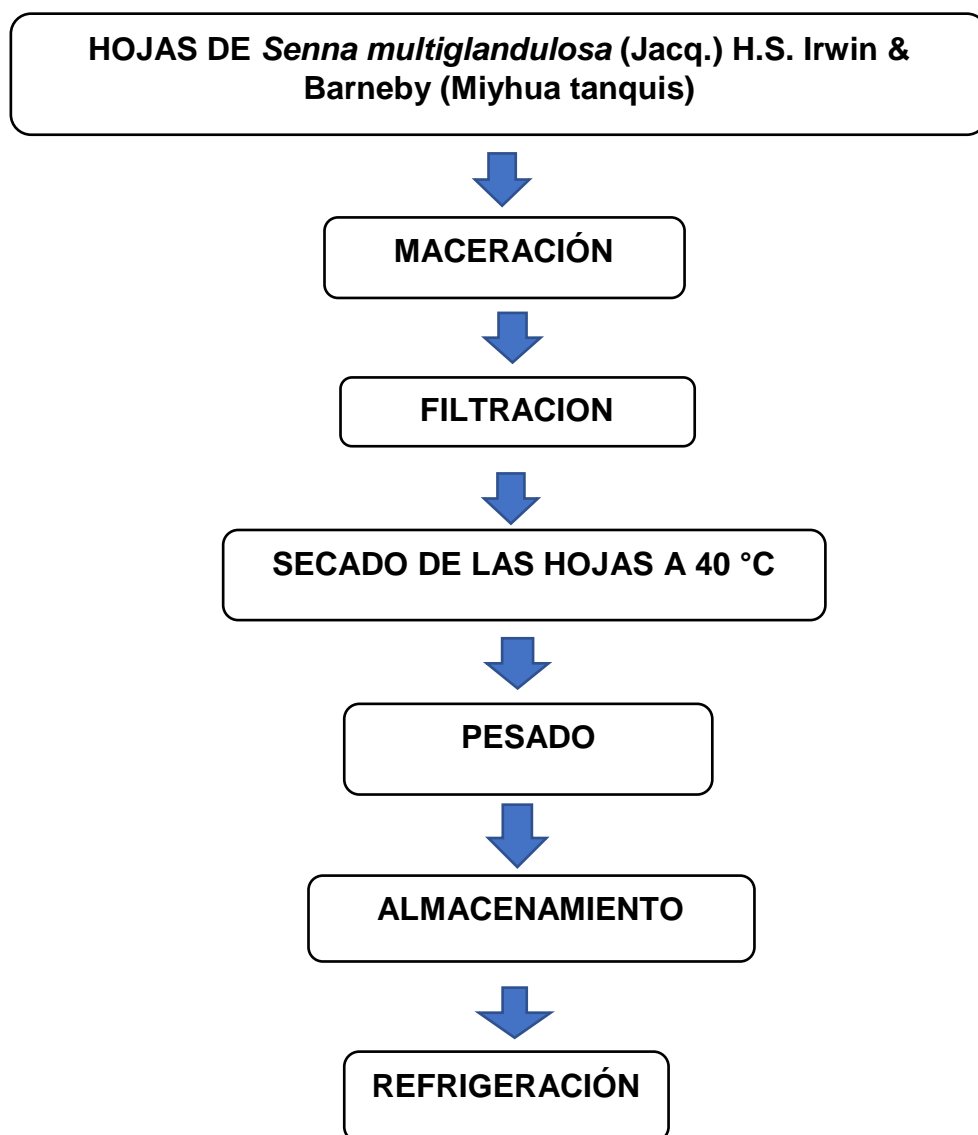 HOJAS DE Senna multiglandulosa (Jacq.) H.S. Irwin &
Barneby (Miyhua tanquis)
MACERACIÓN
FILTRACION
SECADO DE LAS HOJAS A 40 °C
PESADO
ALMACENAMIENTO
REFRIGERACIÓN